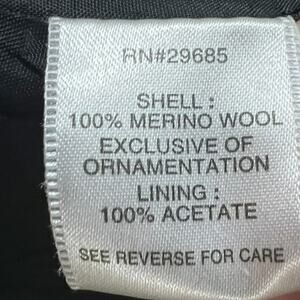 RN#29685
SHELL :
100% MERINO WOOL
EXCLUSIVE OF
ORNAMENTATION
LINING :
100% ACETATE
SEE REVERSE FOR CARE